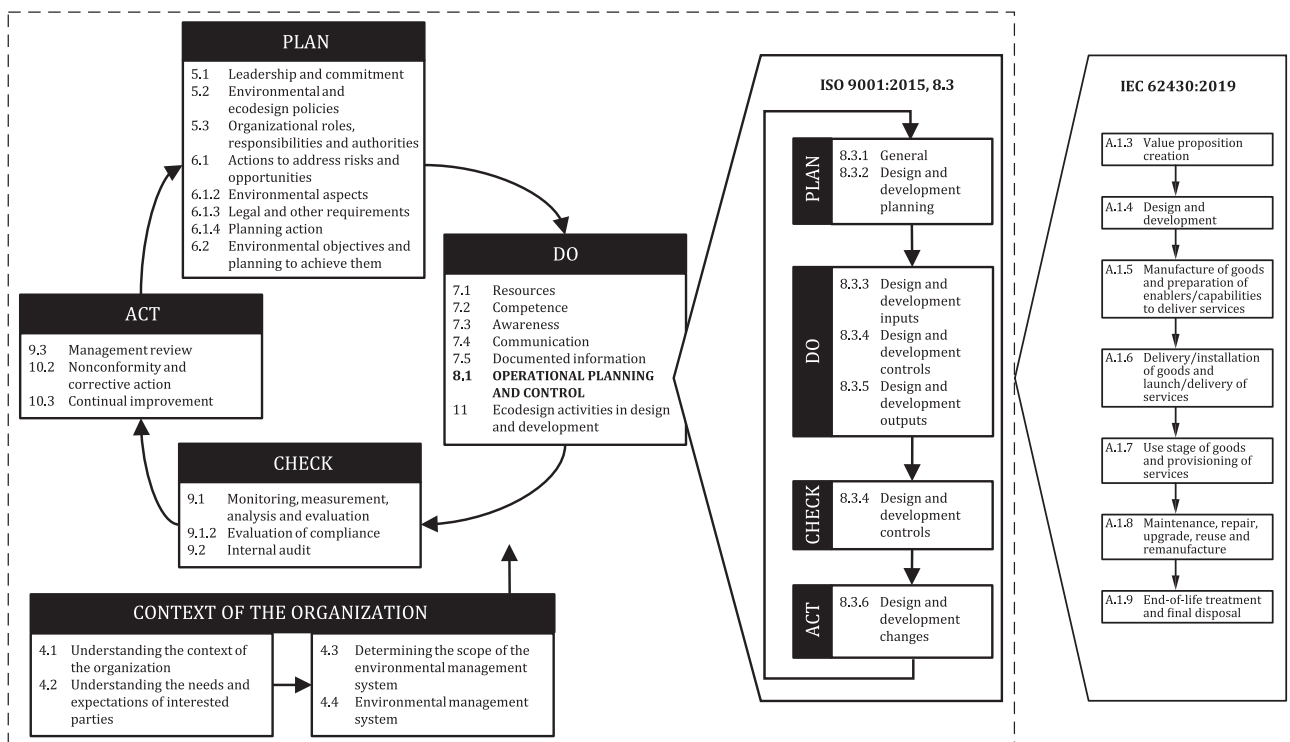 PLAN
5.1 Leadership and commitment
5.2 Environmental and
ecodesign policies
5.3 Organizational roles,
responsibilities and authorities
6.1 Actions to address risks and
opportunities
6.1.2 Environmental aspects
6.1.3 Legal and other requirements
6.1.4 Planning action
6.2 Environmental objectives and
planning to achieve them
DO
7.1 Resources
7.2 Competence
7.3 Awareness
7.4 Communication
7.5 Documented information
8.1 OPERATIONAL PLANNING
AND CONTROL
11 Ecodesign activities in design
and development
ACT
9.3 Management review
10.2 Nonconformity and
corrective action
10.3 Continual improvement
CHECK
9.1 Monitoring, measurement,
analysis and evaluation
9.1.2 Evaluation of compliance
9.2 Internal audit
CONTEXT OF THE ORGANIZATION
4.1 Understanding the context of
the organization
4.2 Understanding the needs and
expectations of interested
parties
4.3 Determining the scope of the
environmental management
system
4.4 Environmental management
system
ISO 9001:2015, 8.3
PLAN
8.3.1 General
8.3.2 Design and
development
planning
DO
8.3.3 Design and
development
inputs
8.3.4 Design and
development
controls
8.3.5 Design and
development
outputs
CHECK
8.3.4 Design and
development
controls
ACT
8.3.6 Design and
development
changes
IEC 62430:2019
A.1.3 Value proposition
creation
A.1.4 Design and
development
A.1.5 Manufacture of goods
and preparation of
enablers/capabilities
to deliver services
A.1.6 Delivery/installation
of goods and
launch/delivery of
services
A.1.7 Use stage of goods
and provisioning of
services
A.1.8 Maintenance, repair,
upgrade, reuse and
remanufacture
A.1.9 End-of-life treatment
and final disposal